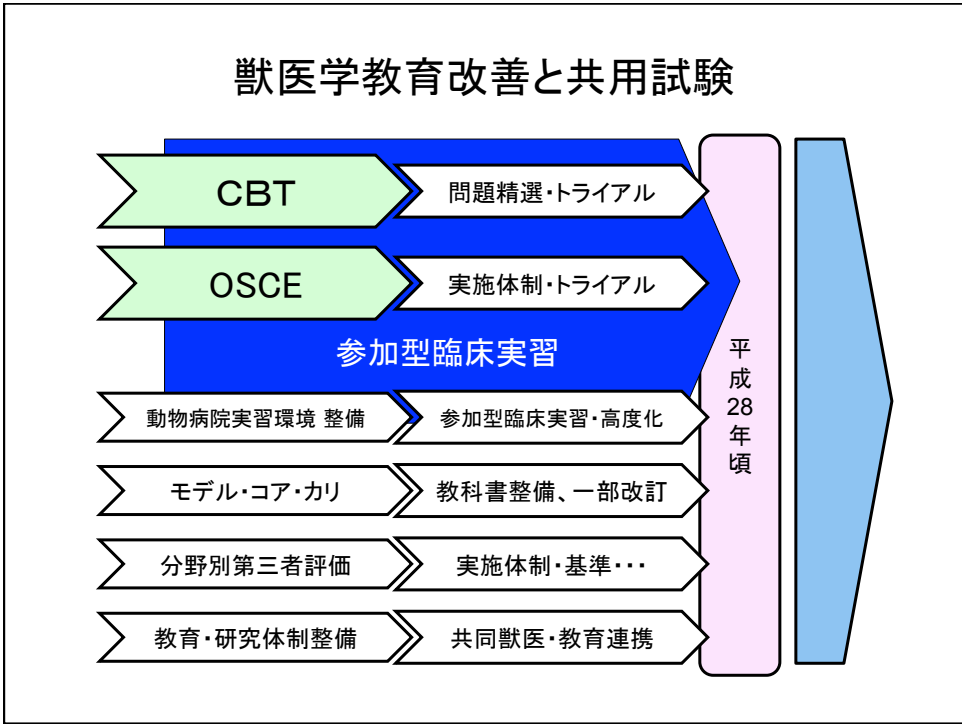 獣医学教育改善と共用試験
CBT
問題精選・トライアル
OSCE
実施体制・トライアル
参加型臨床実習
動物病院実習環境 整備
参加型臨床実習・高度化
モデル・コア・カリ
教科書整備、一部改訂
分野別第三者評価
実施体制・基準・・・
教育・研究体制整備
共同獣医・教育連携
平成28年頃